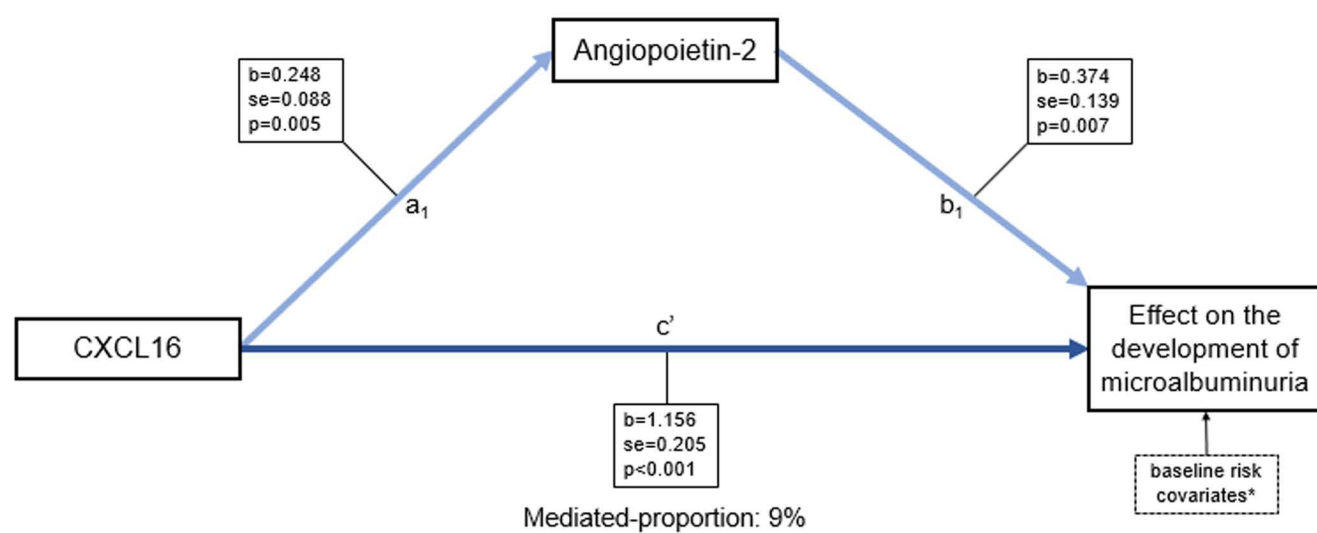 Angiopoietin-2
b=0.248
se=0.088
p=0.005
b=0.374
se=0.139
p=0.007
a₁
b₁
CXCL16
c’
Effect on the
development of
microalbuminuria
b=1.156
se=0.205
p<0.001
baseline risk
covariates*
Mediated-proportion: 9%